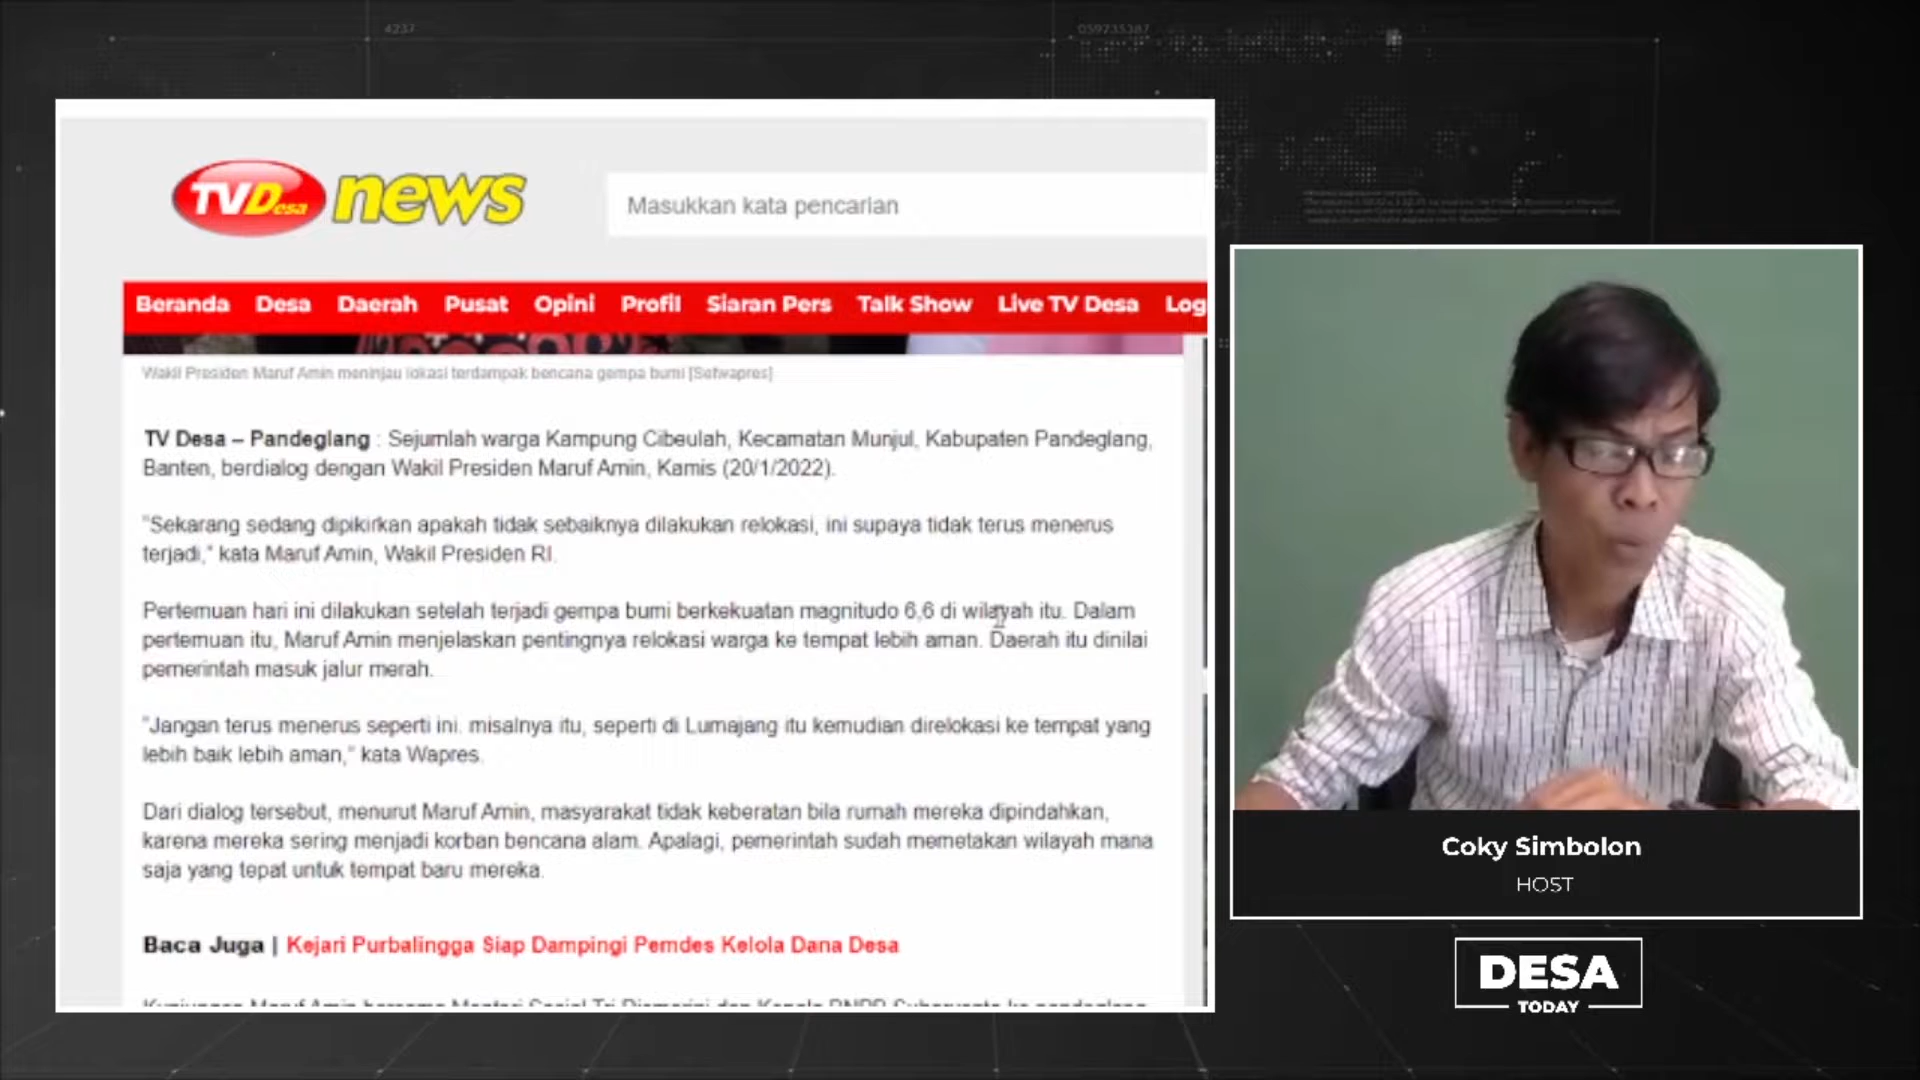 4237
059735387
TVDesa news
Masukkan kata pencarian
Beranda Desa Daerah Pusat Opini Profil Siaran Pers Talk Show Live TV Desa Log
Wakil Presiden Maruf Amin meninjau lokasi terdampak bencana gempa bumi [Setwapres]
TV Desa – Pandeglang : Sejumlah warga Kampung Cibeulah, Kecamatan Munjul, Kabupaten Pandeglang,
Banten, berdialog dengan Wakil Presiden Maruf Amin, Kamis (20/1/2022).
"Sekarang sedang dipikirkan apakah tidak sebaiknya dilakukan relokasi, ini supaya tidak terus menerus
terjadi," kata Maruf Amin, Wakil Presiden RI.
Pertemuan hari ini dilakukan setelah terjadi gempa bumi berkekuatan magnitudo 6,6 di wilayah itu. Dalam
pertemuan itu, Maruf Amin menjelaskan pentingnya relokasi warga ke tempat lebih aman. Daerah itu dinilai
pemerintah masuk jalur merah.
"Jangan terus menerus seperti ini. misalnya itu, seperti di Lumajang itu kemudian direlokasi ke tempat yang
lebih baik lebih aman," kata Wapres.
Dari dialog tersebut, menurut Maruf Amin, masyarakat tidak keberatan bila rumah mereka dipindahkan,
karena mereka sering menjadi korban bencana alam. Apalagi, pemerintah sudah memetakan wilayah mana
saja yang tepat untuk tempat baru mereka.
Baca Juga | Kejari Purbalingga Siap Dampingi Pemdes Kelola Dana Desa
Coky Simbolon
HOST
DESA
TODAY